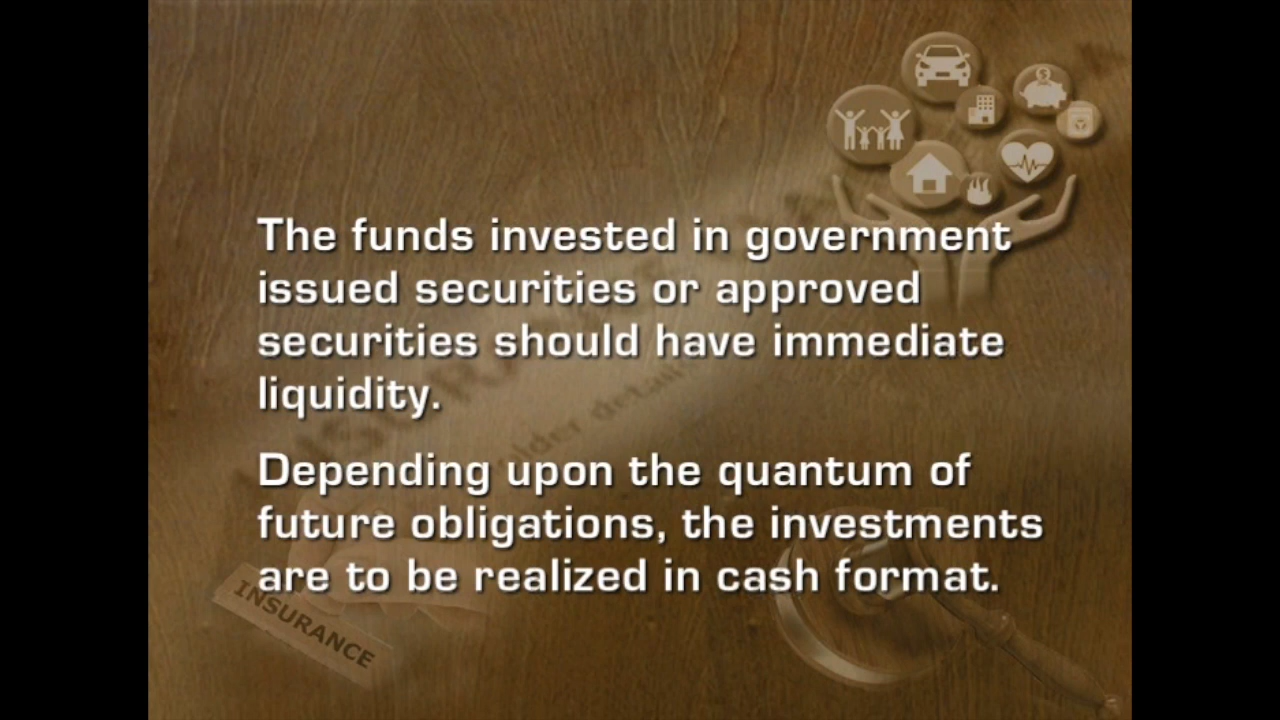 The funds invested in government
issued securities or approved
securities should have immediate
liquidity.
Depending upon the quantum of
future obligations, the investments
are to be realized in cash format.
INSURANCE